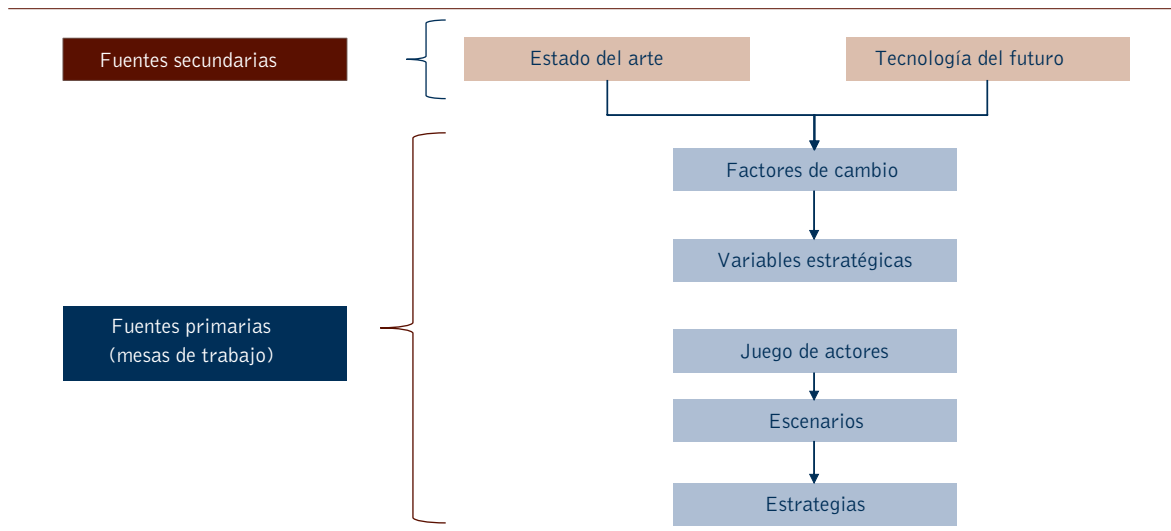 Fuentes secundarias
Estado del arte
Tecnología del futuro
Factores de cambio
Variables estratégicas
Fuentes primarias
(mesas de trabajo)
Juego de actores
Escenarios
Estrategias